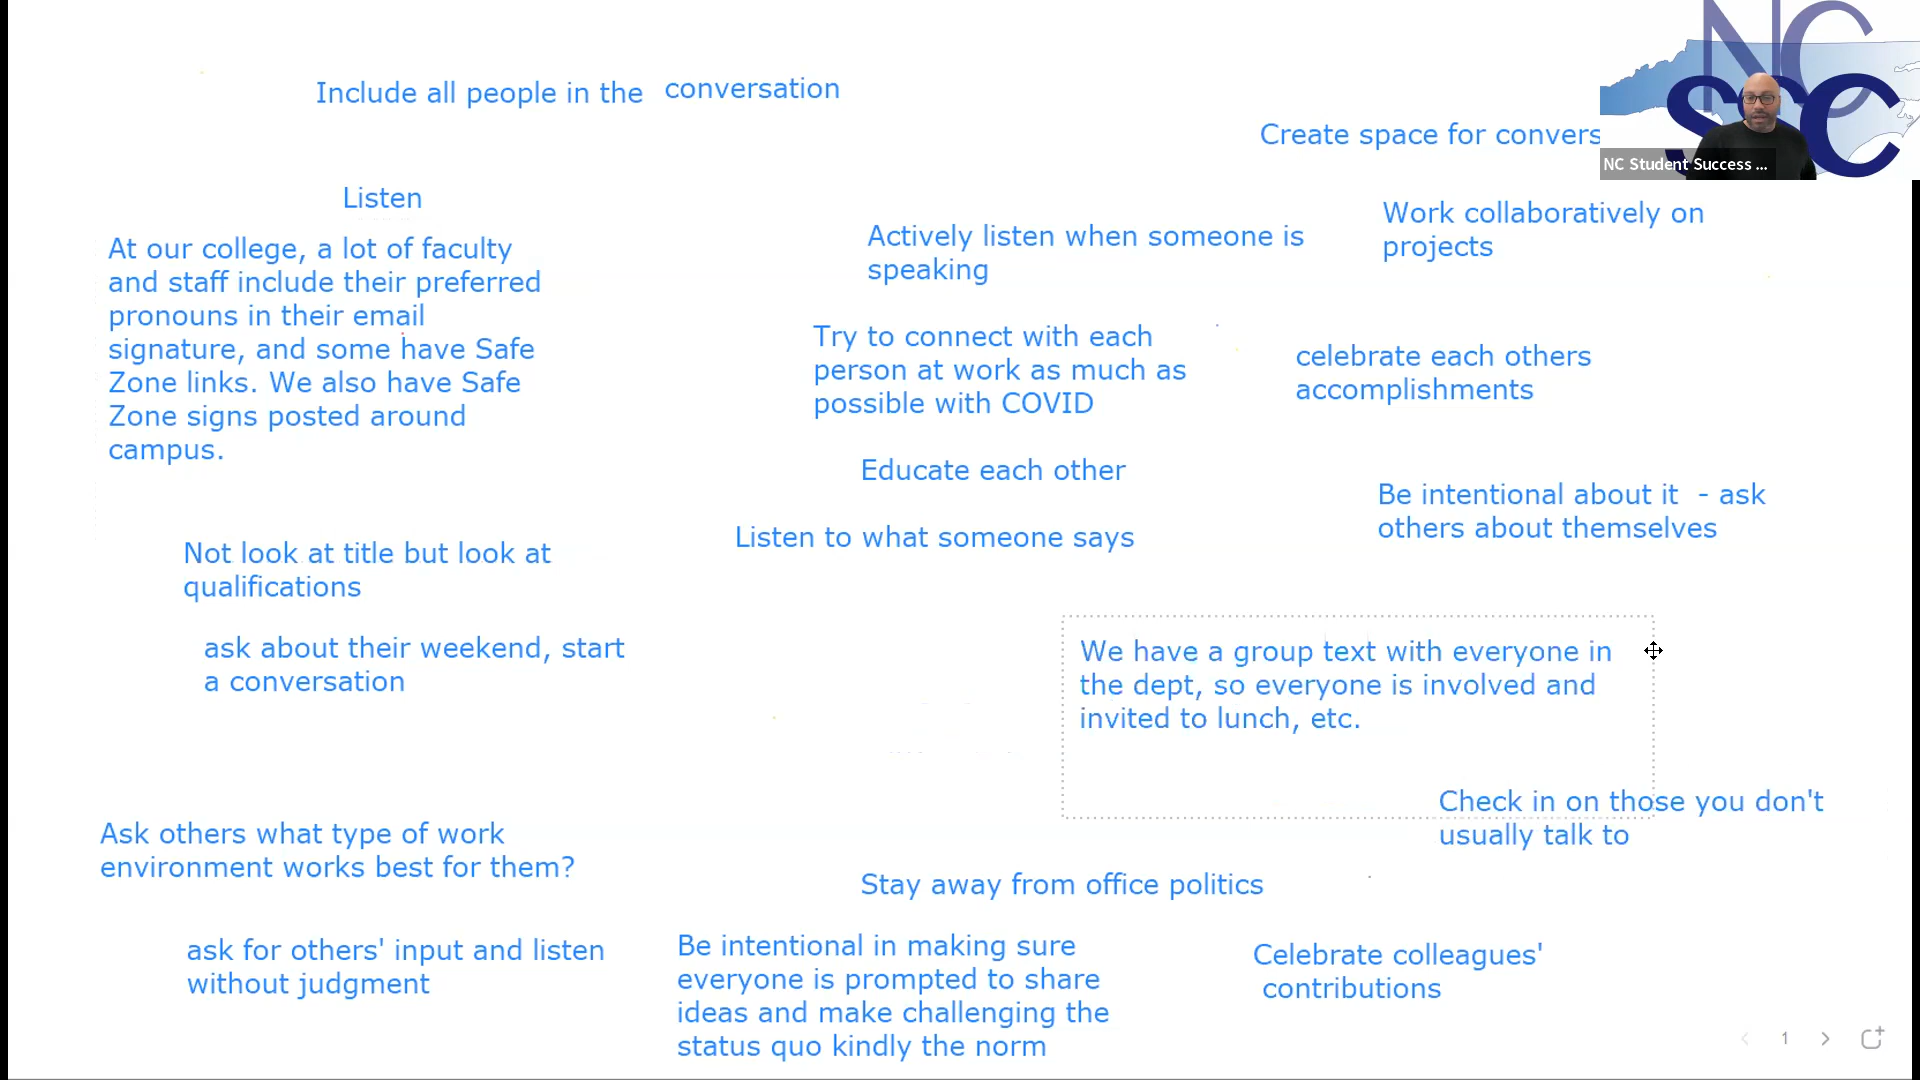 Include all people in the conversation
Create space for convers
NC
SSC
NC Student Success ...
Listen
At our college, a lot of faculty
and staff include their preferred
pronouns in their email
signature, and some have Safe
Zone links. We also have Safe
Zone signs posted around
campus.
Actively listen when someone is
speaking
Work collaboratively on
projects
Try to connect with each
person at work as much as
possible with COVID
celebrate each others
accomplishments
Educate each other
Be intentional about it - ask
others about themselves
Listen to what someone says
Not look at title but look at
qualifications
ask about their weekend, start
a conversation
We have a group text with everyone in
the dept, so everyone is involved and
invited to lunch, etc.
Check in on those you don't
usually talk to
Ask others what type of work
environment works best for them?
Stay away from office politics
ask for others' input and listen
without judgment
Be intentional in making sure
everyone is prompted to share
ideas and make challenging the
status quo kindly the norm
Celebrate colleagues'
contributions
1